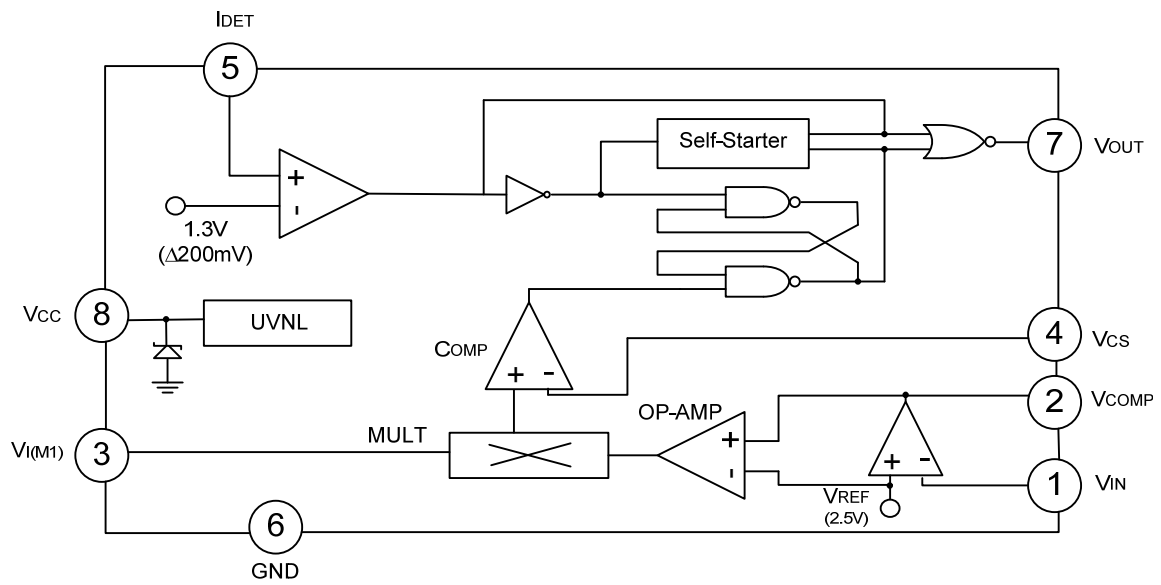 IDET
5
Self-Starter
7
VOUT
+
-
1.3V
(Δ200mV)
VCC
8
UVNL
4
VCS
COMP
+ -
2
VCOMP
OP-AMP
VI(M1)
3
MULT
+
-
+ -
1
VIN
VREF
(2.5V)
6
GND